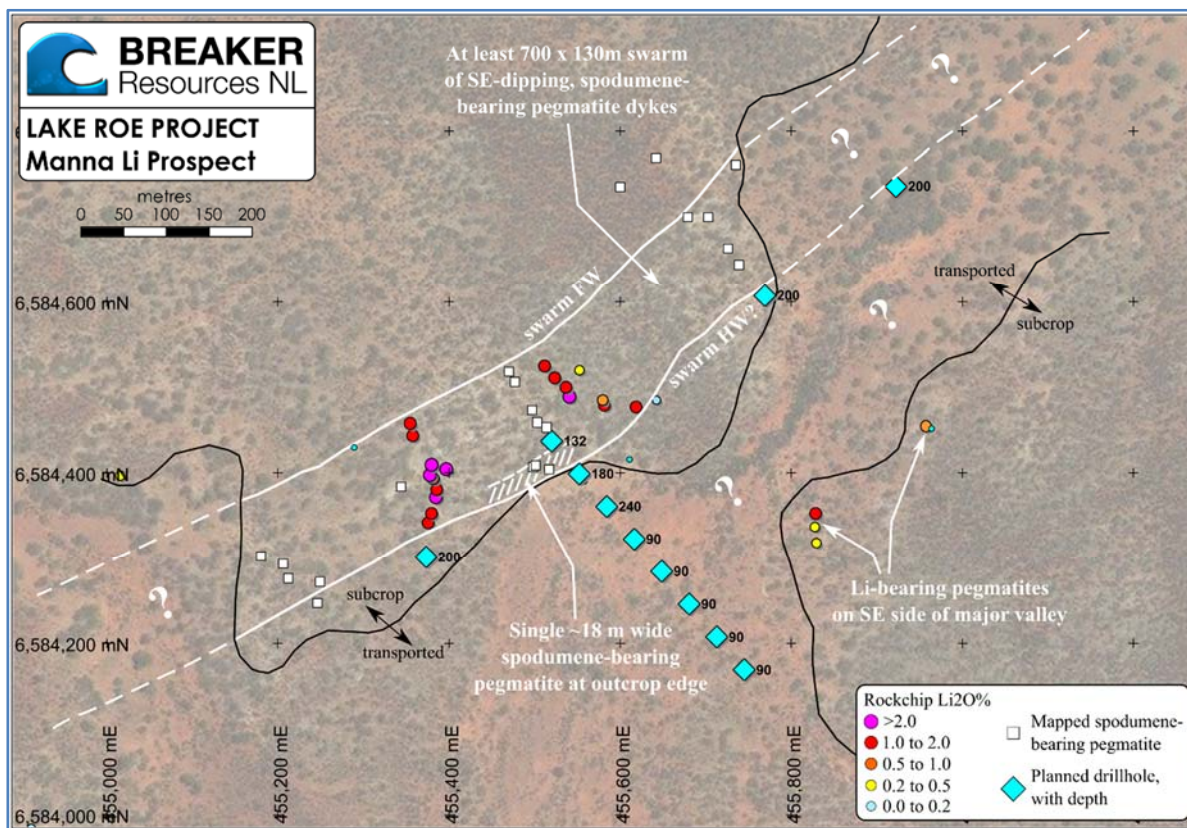 BREAKER
Resources NL
LAKE ROE PROJECT
Manna Li Prospect
metres
0 50 100 150 200
At least 700 x 130m swarm
of SE-dipping, spodumene-
bearing pegmatite dykes
?
?
200
transported
subcrop
6,584,600 mN
swarm FW
200
swarm HW?
?
132
6,584,400 mN
180
?
240
90
200
90
?
subcrop
transported
90
Li-bearing pegmatites
on SE side of major valley
90
6,584,200 mN
Single ~18 m wide
spodumene-bearing
pegmatite at outcrop edge
90
Rockchip Li2O%
>2.0
1.0 to 2.0
0.5 to 1.0
0.2 to 0.5
0.0 to 0.2
Mapped spodumene-
bearing pegmatite
Planned drillhole,
with depth
455,000 mE
455,200 mE
455,400 mE
455,600 mE
455,800 mE
6,584,000 mN